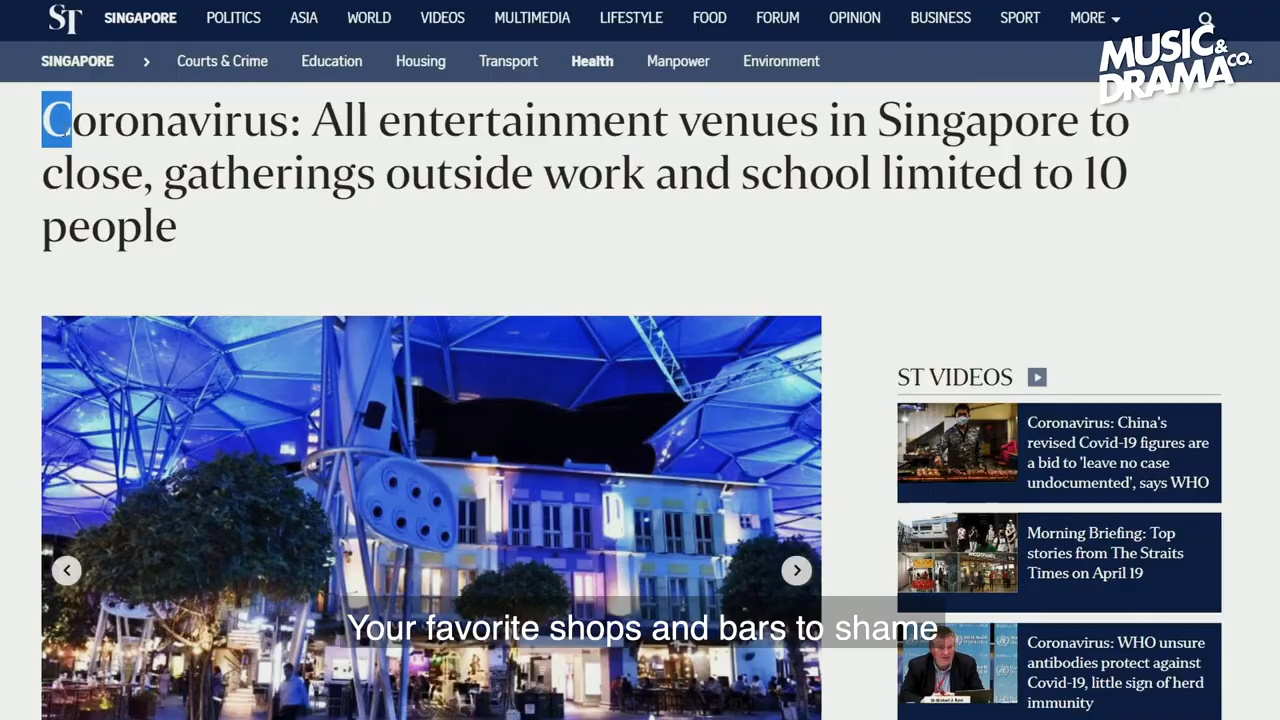 ST SINGAPORE POLITICS ASIA WORLD VIDEOS MULTIMEDIA LIFESTYLE FOOD FORUM OPINION BUSINESS SPORT MORE
MUSIC &
DRAMA CO.
SINGAPORE Courts & Crime Education Housing Transport Health Manpower Environment
Coronavirus: All entertainment venues in Singapore to
close, gatherings outside work and school limited to 10
people
ST VIDEOS
Coronavirus: China's
revised Covid-19 figures are
a bid to 'leave no case
undocumented', says WHO
Morning Briefing: Top
stories from The Straits
Times on April 19
Coronavirus: WHO unsure
antibodies protect against
Covid-19, little sign of herd
immunity
Your favorite shops and bars to shame